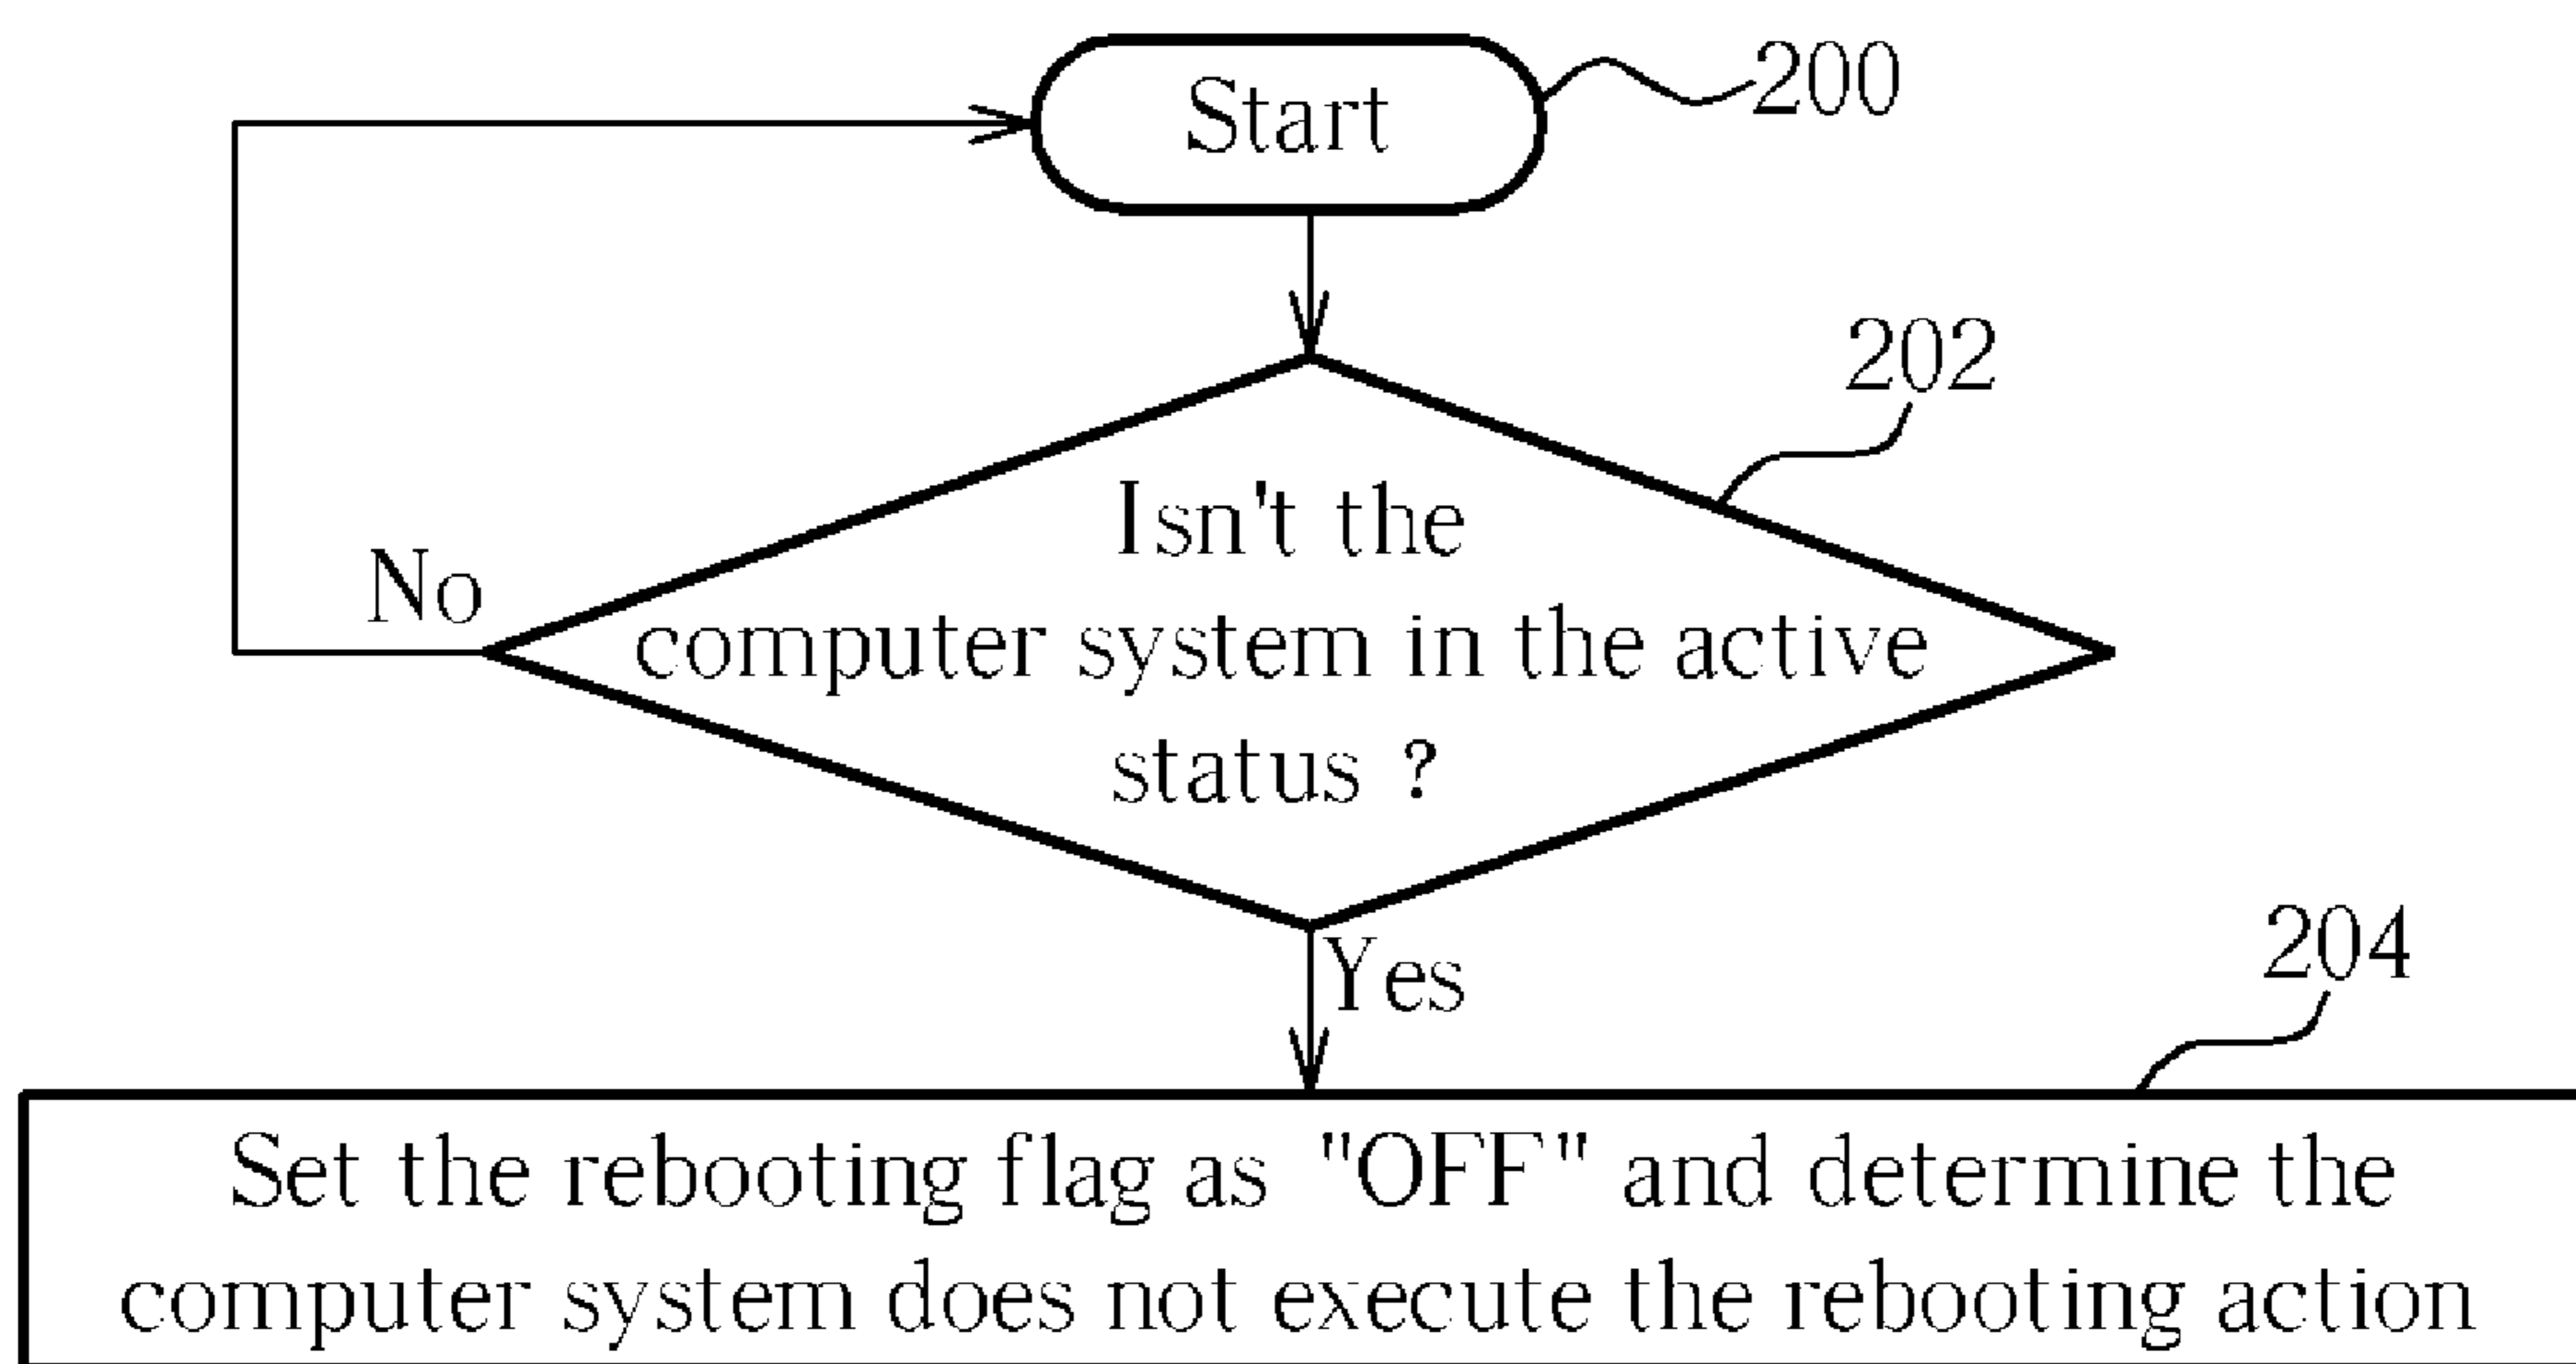 Start
200
202
Isn't the
computer system in the active
status ?
No
Yes
204
Set the rebooting flag as "OFF" and determine the
computer system does not execute the rebooting action